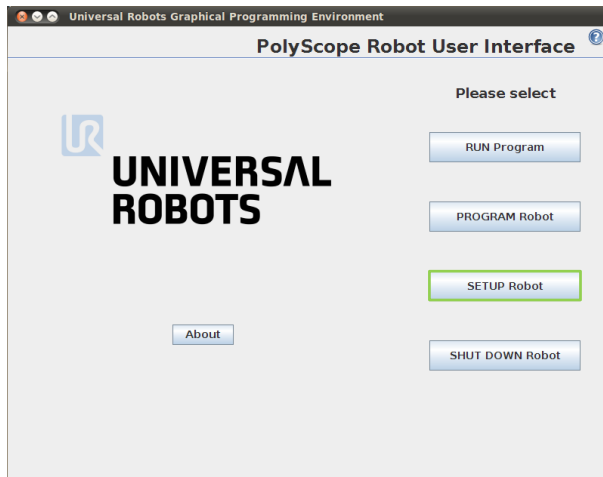 Universal Robots Graphical Programming Environment
PolyScope Robot User Interface ?
Please select
UR
UNIVERSAL
ROBOTS
RUN Program
PROGRAM Robot
SETUP Robot
About
SHUT DOWN Robot